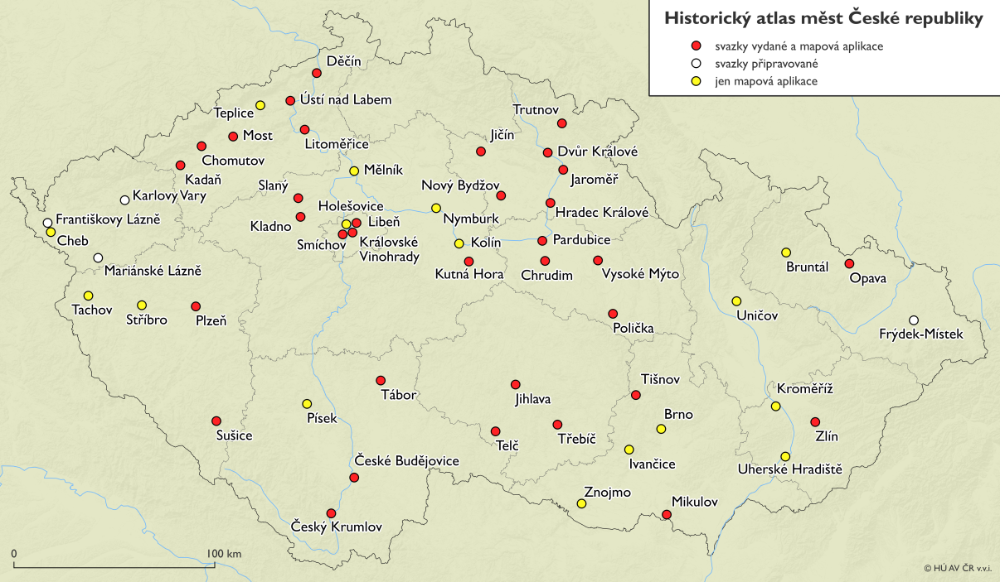 Historický atlas měst České republiky
svazky vydané a mapová aplikace
svazky připravované
jen mapová aplikace
Děčín
Ústí nad Labem
Teplice
Trutnov
Most
Litoměřice
Jičín
Dvůr Králové
Chomutov
Kadaň
Mělník
Jaroměř
Slaný
Nový Bydžov
Karlovy Vary
Holešovice
Hradec Králové
Františkovy Lázně
Kladno
Libeň
Nymburk
Cheb
Smíchov
Královské
Vinohrady
Kolín
Pardubice
Mariánské Lázně
Kutná Hora
Chrudim
Vysoké Mýto
Bruntál
Opava
Tachov
Stříbro
Plzeň
Uničov
Polička
Frýdek-Místek
Tišnov
Kroměříž
Tábor
Jihlava
Písek
Brno
Sušice
Telč
Třebíč
Zlín
České Budějovice
Ivančice
Uherské Hradiště
Znojmo
Mikulov
Český Krumlov
0
100 km
© HÚ AV ČR v.v.i.